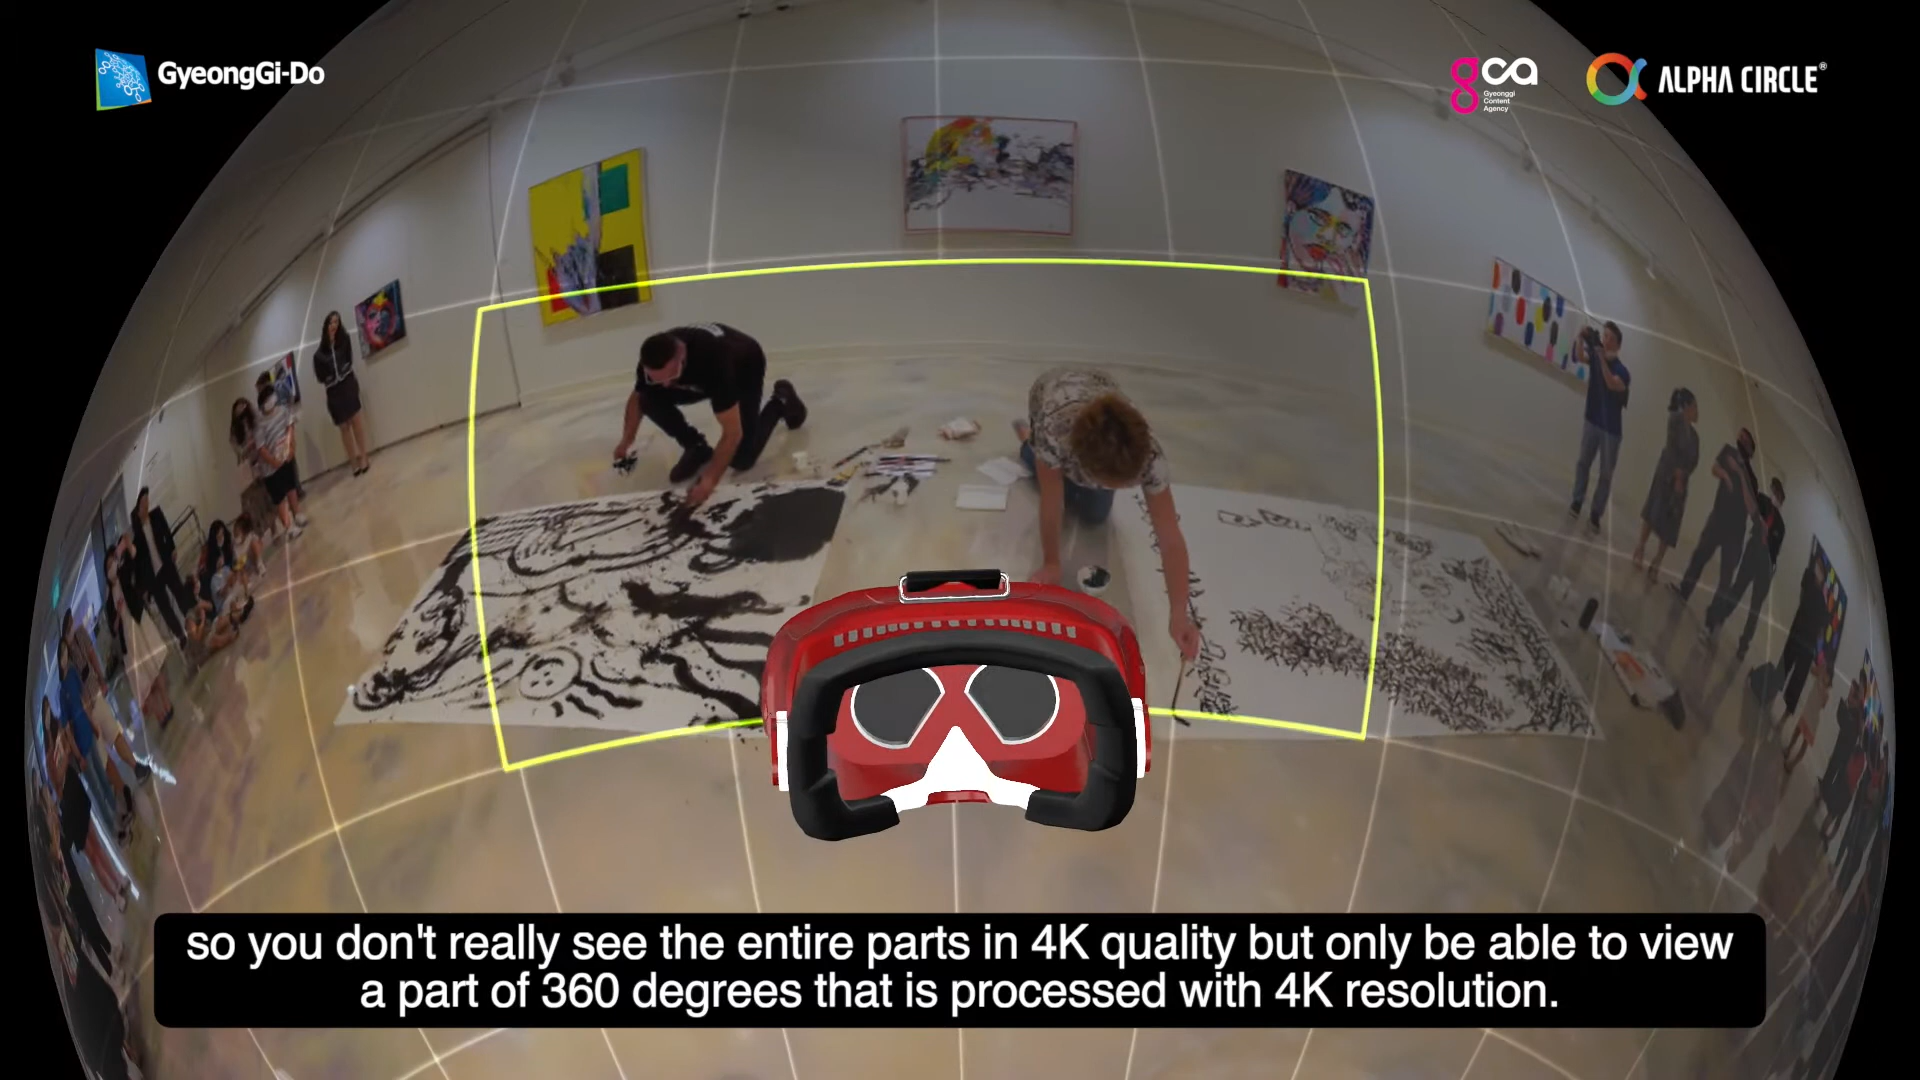 GyeongGi-Do
gca
Gyeonggi
Content
Agency
ALPHA CIRCLE®
so you don't really see the entire parts in 4K quality but only be able to view
a part of 360 degrees that is processed with 4K resolution.